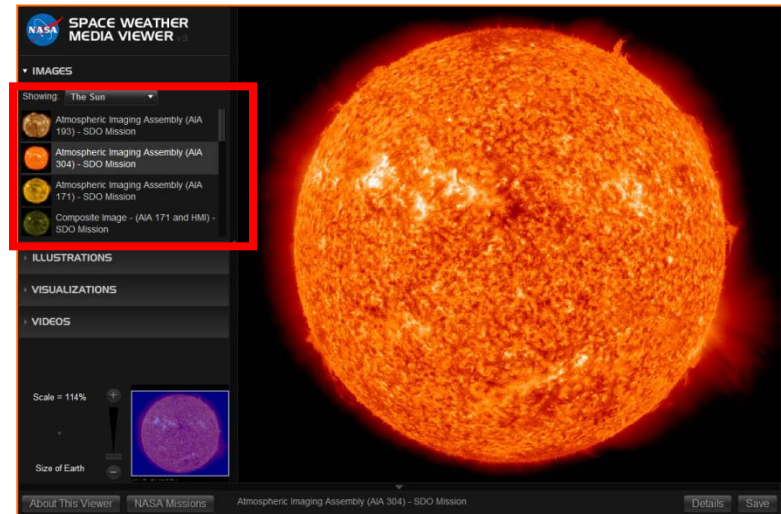 NASA
SPACE WEATHER
MEDIA VIEWER v3
IMAGES
Showing: The Sun
Atmospheric Imaging Assembly (AIA
193) - SDO Mission
Atmospheric Imaging Assembly (AIA
304) - SDO Mission
Atmospheric Imaging Assembly (AIA
171) - SDO Mission
Composite Image - (AIA 171 and HMI) -
SDO Mission
ILLUSTRATIONS
VISUALIZATIONS
VIDEOS
Scale = 114%
Size of Earth
About This Viewer NASA Missions Atmospheric Imaging Assembly (AIA 304) - SDO Mission Details Save